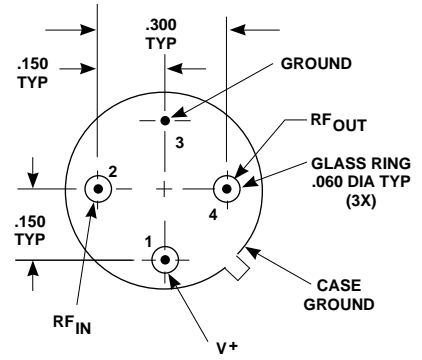 .300
TYP
.150
TYP
GROUND
3
RFOUT
2
GLASS RING
.060 DIA TYP
(3X)
4
.150
TYP
1
CASE
GROUND
RFIN
V+